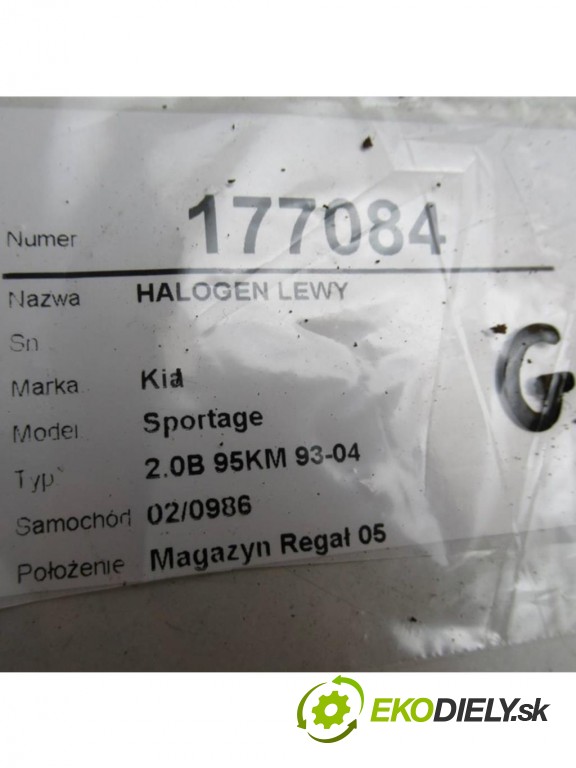 Numer 177084
Nazwa HALOGEN LEWY
Sn
Marka Kia
Model Sportage
Typ 2.0B 95KM 93-04
Samochód 02/0986
Położenie Magazyn Regał 05
G
EKODIELY.sk